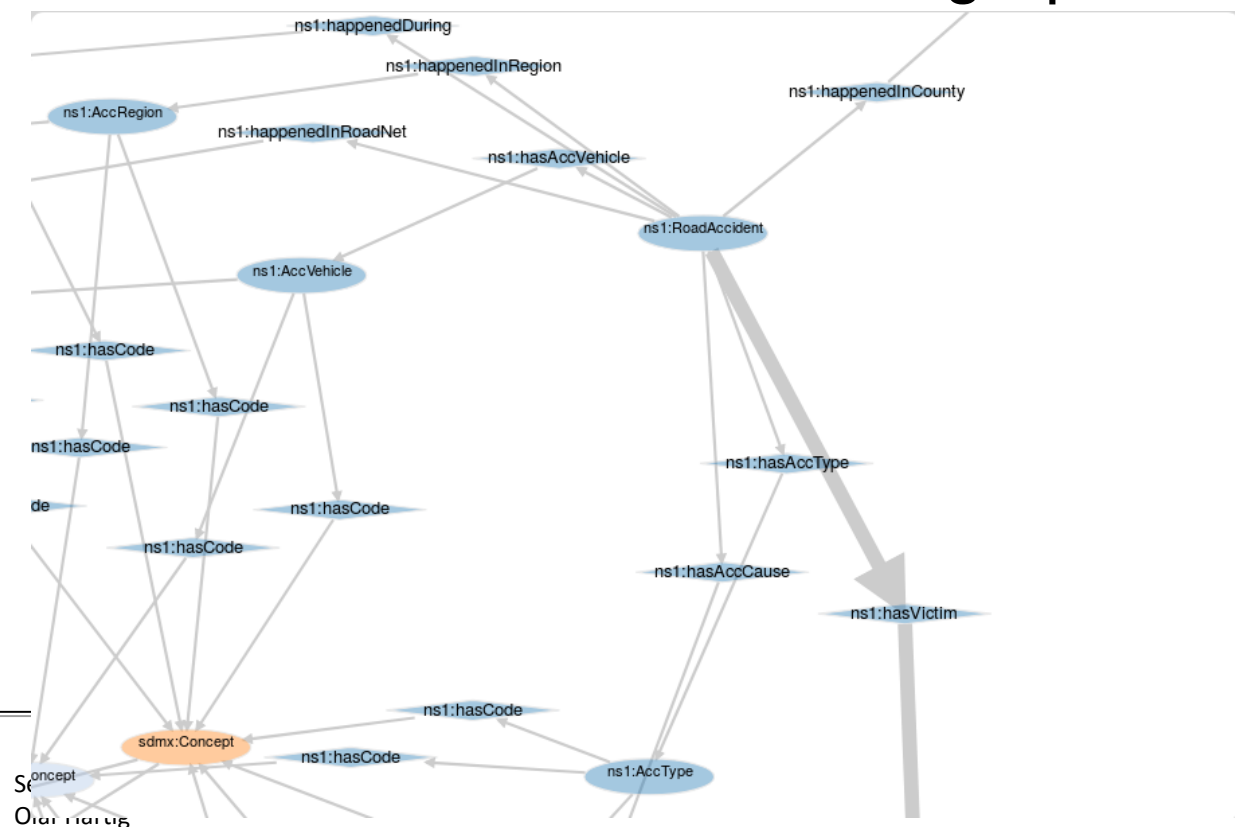 ns1:happenedDuring
ns1:happenedInRegion
ns1:happenedInCounty
ns1:AccRegion
ns1:happenedInRoadNet
ns1:hasAccVehicle
ns1:RoadAccident
ns1:AccVehicle
ns1:hasCode
ns1:hasCode
ns1:hasCode
ns1:hasAccType
de
ns1:hasCode
ns1:hasCode
ns1:hasAccCause
ns1:hasVictim
ns1:hasCode
sdmx:Concept
ns1:hasCode
ns1:AccType
oncept